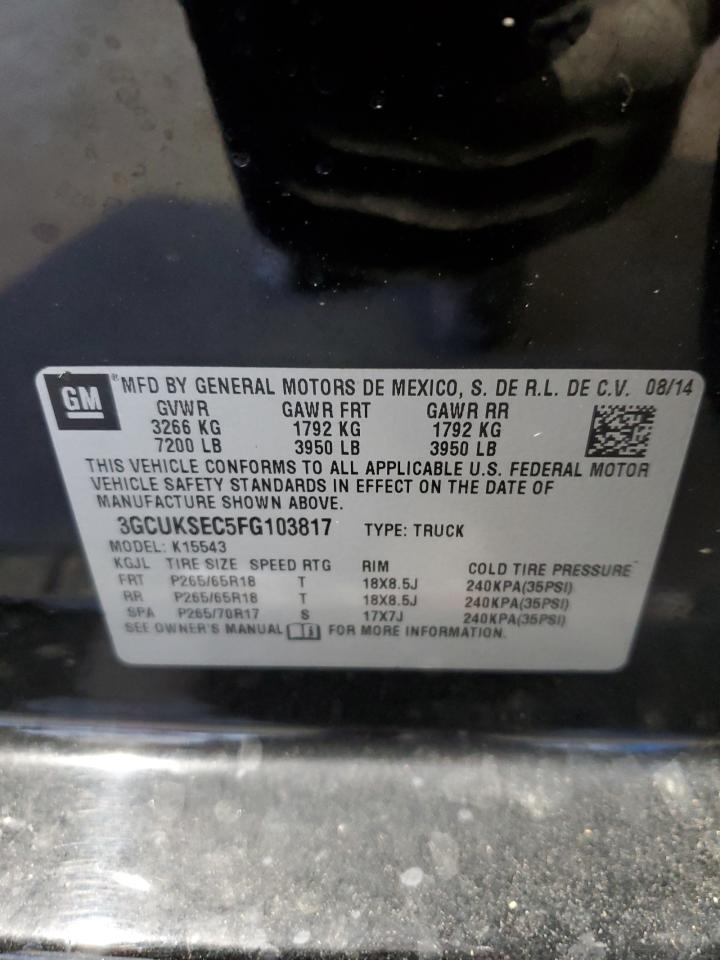 GM ® MFD BY GENERAL MOTORS DE MEXICO, S. DE R.L. DE C.V. 08/14
GVWR GAWR FRT GAWR RR
3266 KG 1792 KG 1792 KG
7200 LB 3950 LB 3950 LB
THIS VEHICLE CONFORMS TO ALL APPLICABLE U.S. FEDERAL MOTOR
VEHICLE SAFETY STANDARDS IN EFFECT ON THE DATE OF
MANUFACTURE SHOWN ABOVE.
3GCUKSEC5FG103817 TYPE: TRUCK
MODEL: K15543
KGJL TIRE SIZE SPEED RTG RIM COLD TIRE PRESSURE
FRT P265/65R18 T 18X8.5J 240KPA(35PSI)
RR P265/65R18 T 18X8.5J 240KPA(35PSI)
SPA P265/70R17 S 17X7J 240KPA(35PSI)
SEE OWNER'S MANUAL FOR MORE INFORMATION.